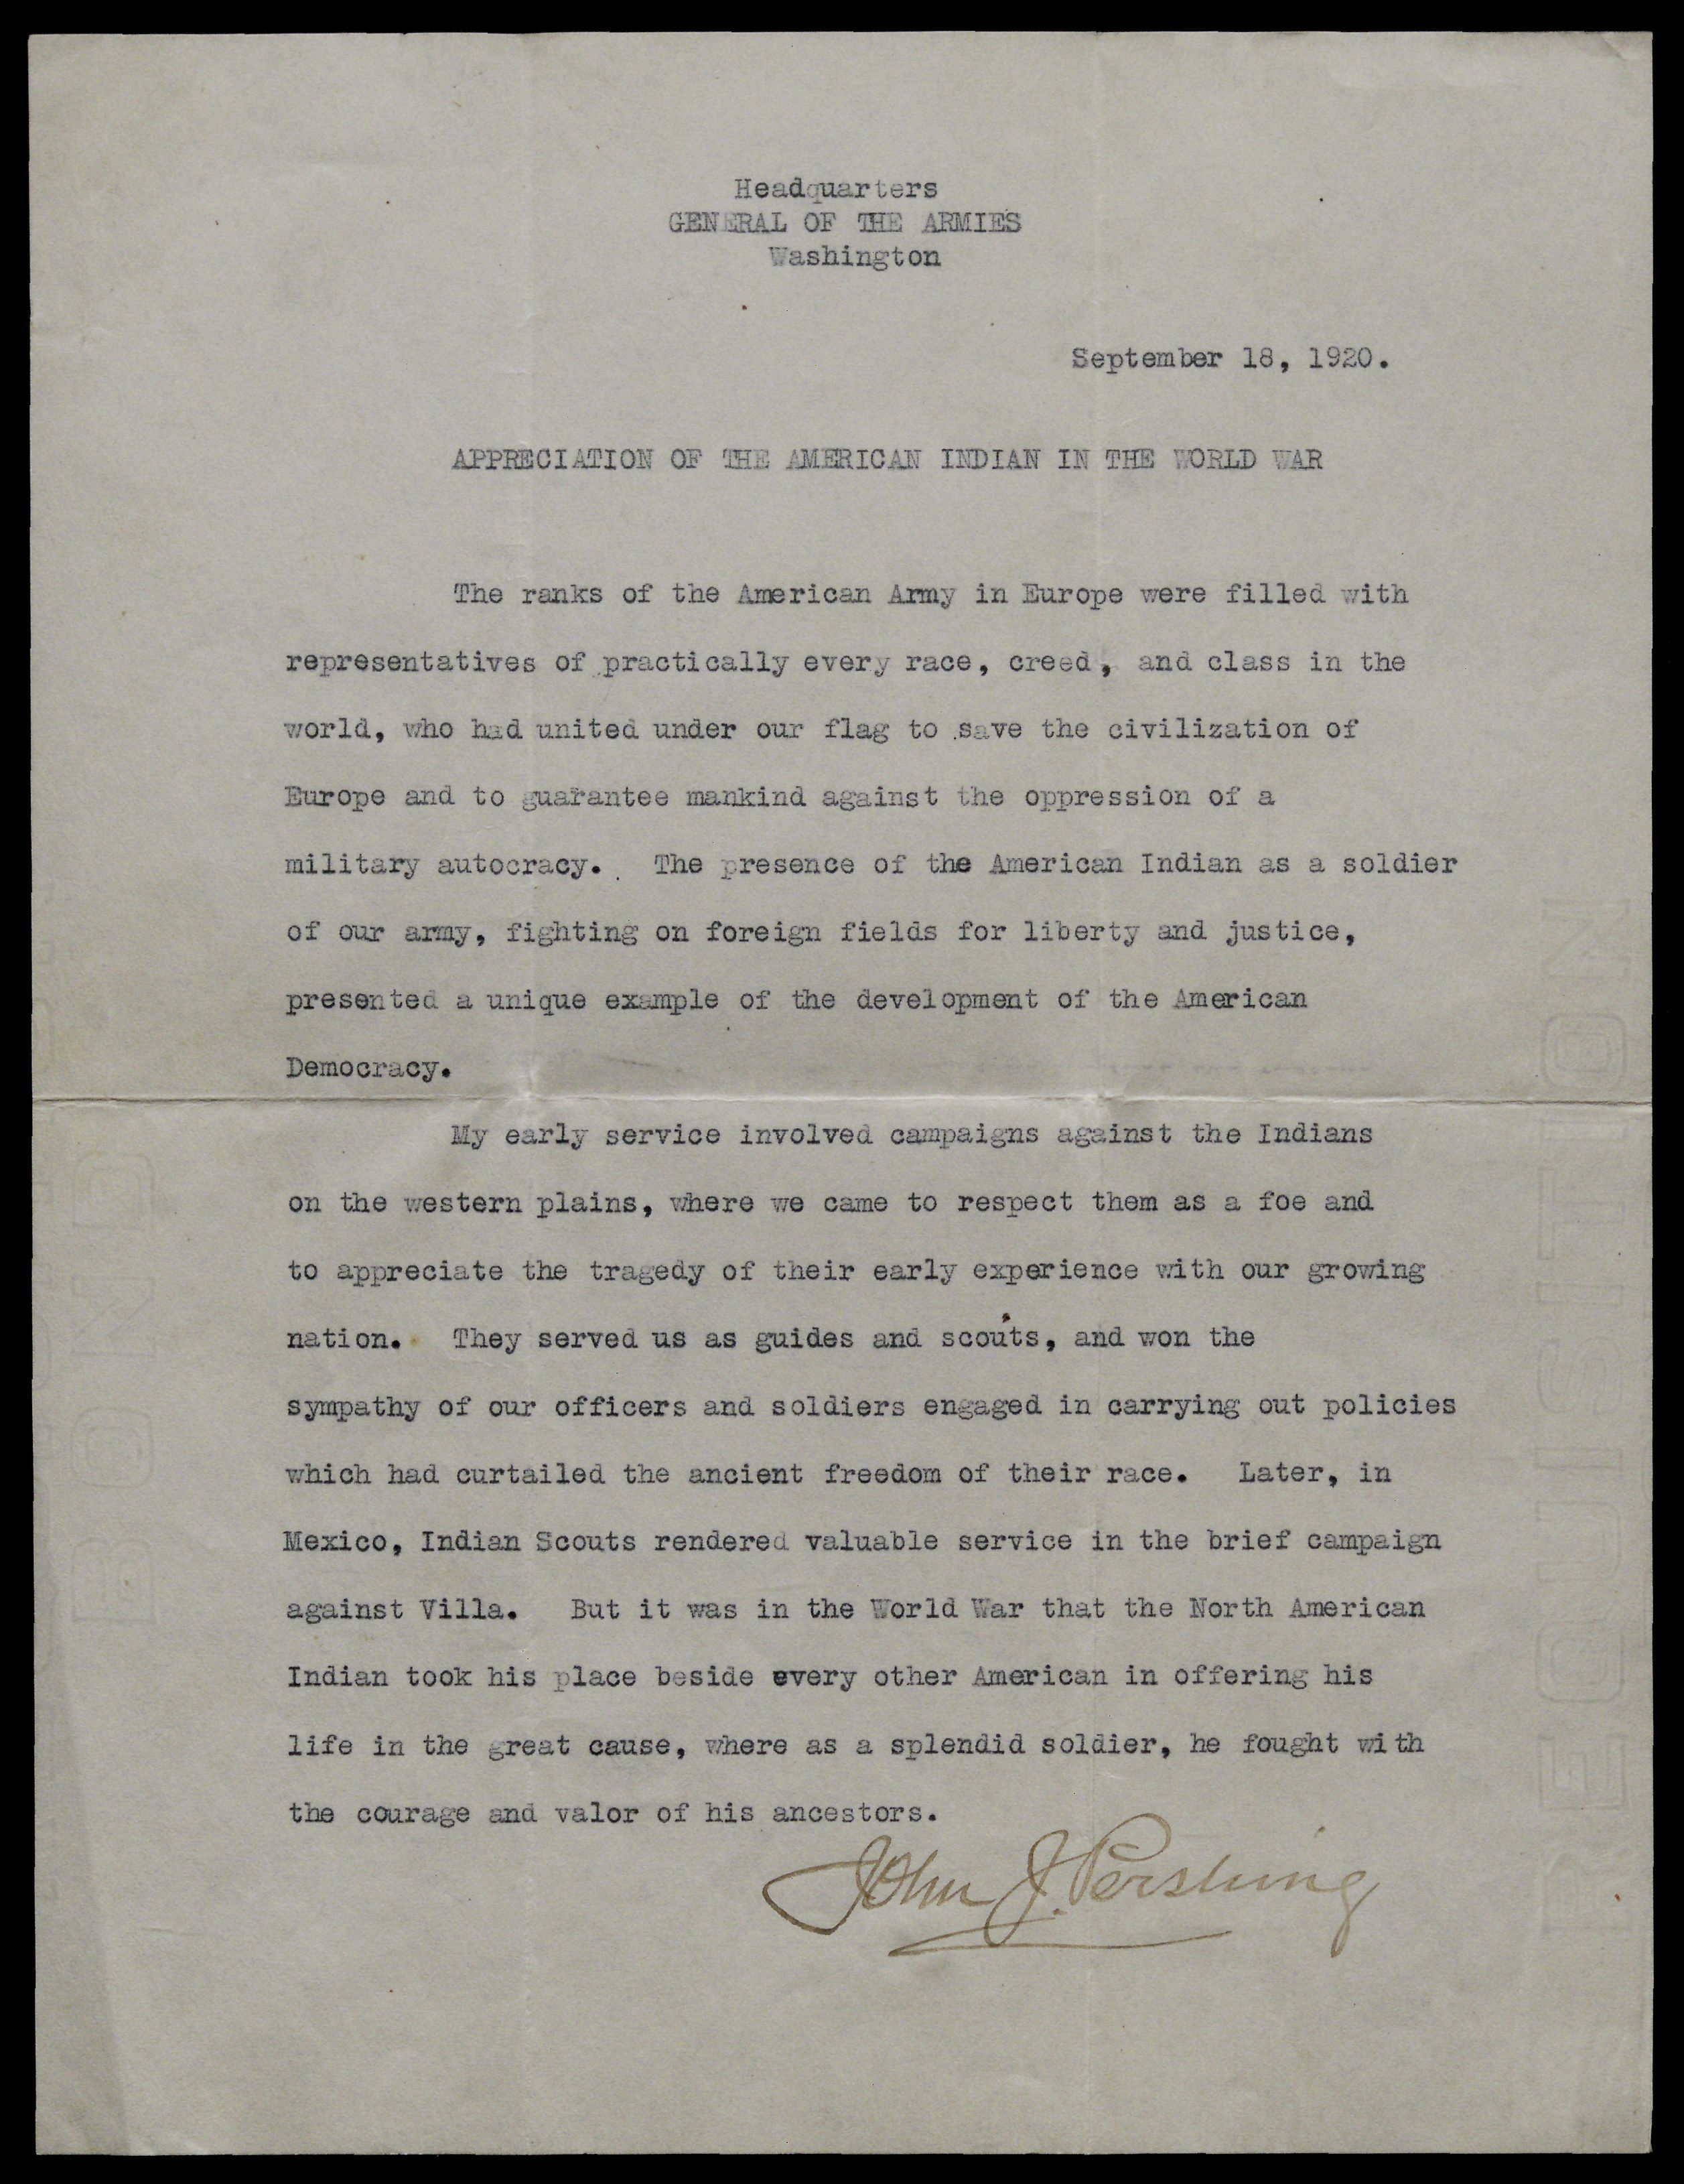 Headquarters
GENERAL OF THE ARMIES
Washington
September 18, 1920.
APPRECIATION OF THE AMERICAN INDIAN IN THE WORLD WAR
The ranks of the American Army in Europe were filled with
representatives of practically every race, creed, and class in the
world, who had united under our flag to save the civilization of
Europe and to guarantee mankind against the oppression of a
military autocracy. The presence of the American Indian as a soldier
of our army, fighting on foreign fields for liberty and justice,
presented a unique example of the development of the American
Democracy.
My early service involved campaigns against the Indians
on the western plains, where we came to respect them as a foe and
to appreciate the tragedy of their early experience with our growing
nation. They served us as guides and scouts, and won the
sympathy of our officers and soldiers engaged in carrying out policies
which had curtailed the ancient freedom of their race. Later, in
Mexico, Indian Scouts rendered valuable service in the brief campaign
against Villa. But it was in the World War that the North American
Indian took his place beside every other American in offering his
life in the great cause, where as a splendid soldier, he fought with
the courage and valor of his ancestors.
John J. Pershing